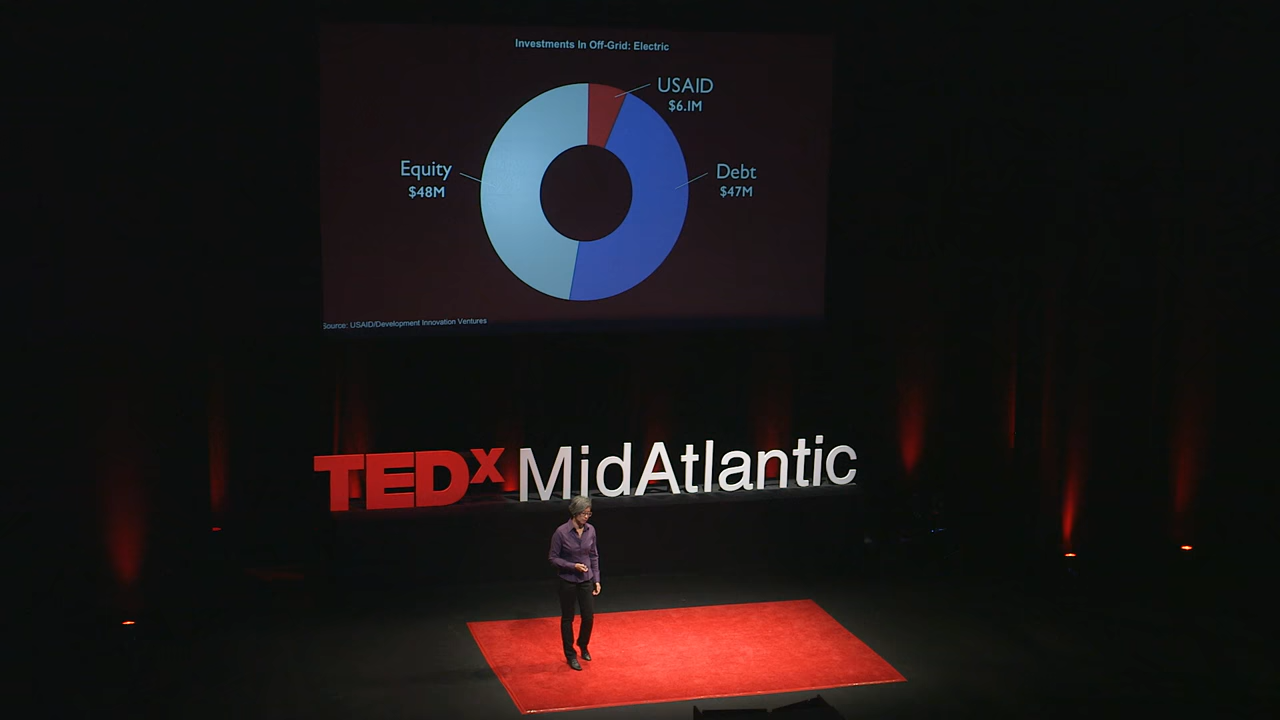 Investments In Off-Grid: Electric
USAID
$6.1M
Equity
$48M
Debt
$47M
Source: USAID/Development Innovation Ventures
TEDx MidAtlantic